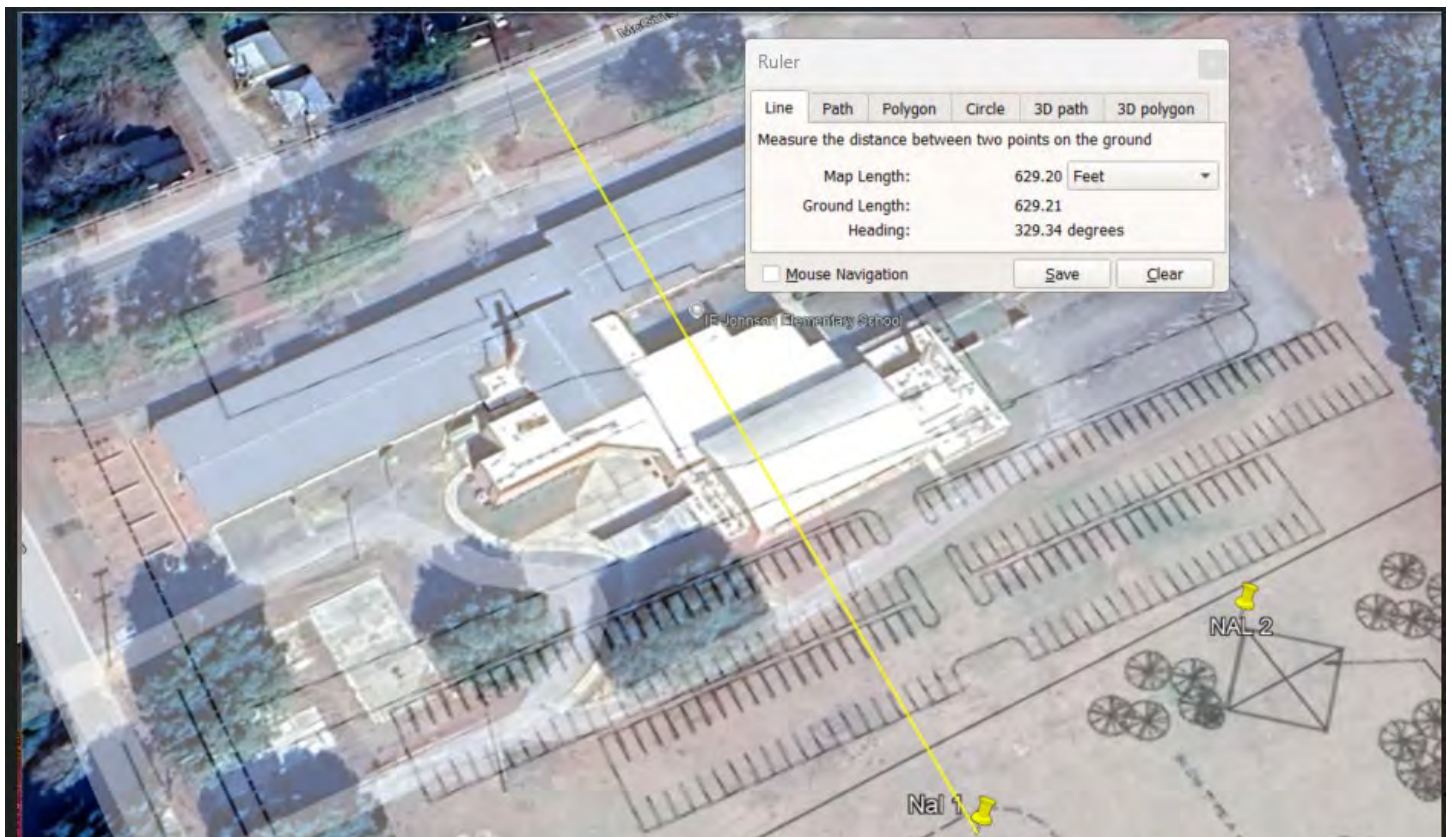 Ruler
Line
Path
Polygon
Circle
3D path
3D polygon
Measure the distance between two points on the ground
Map Length: 629.20 Feet
Ground Length: 629.21
Heading: 329.34 degrees
Mouse Navigation
Save
Clear
Johnson Elementary School
NAL 2
Nal 1